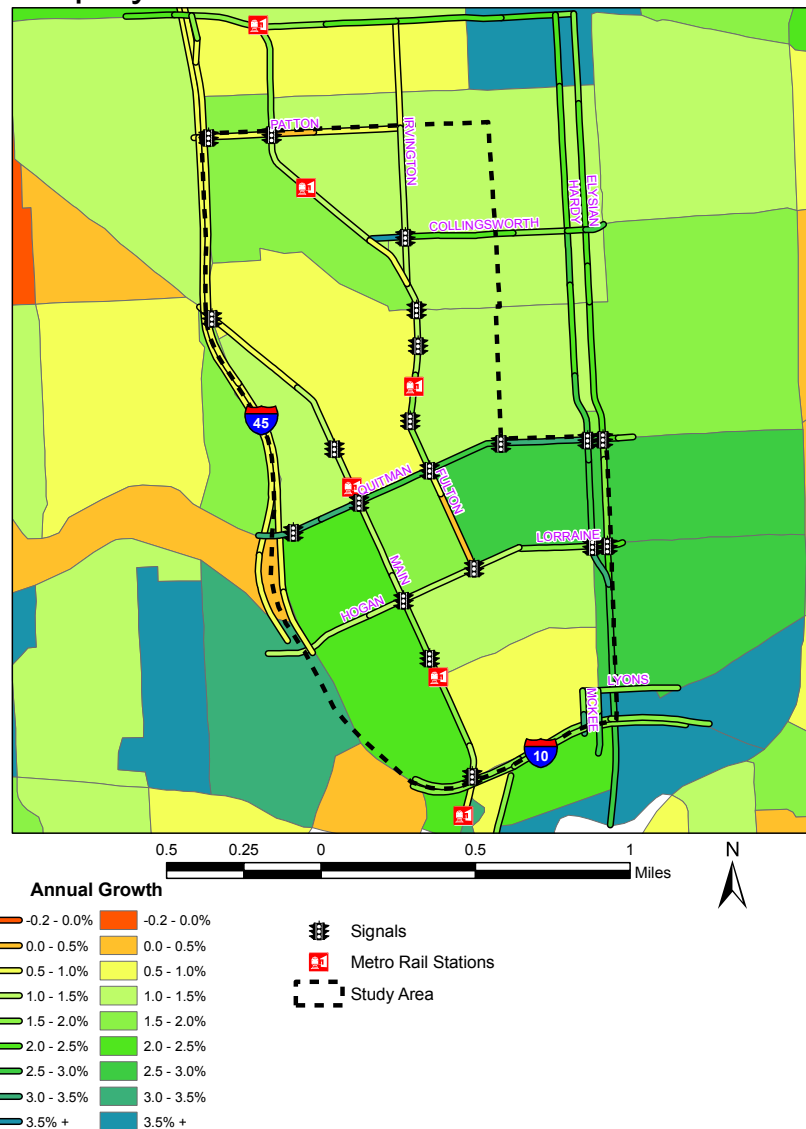 PATTON
IRVINGTON
COLLINGSWORTH
HARDY
ELYSIAN
45
QUITMAN
FULTON
LORRAINE
MAIN
HOGAN
LYONS
MCKEE
10
0.5 0.25 0 0.5 1
Miles
N
Annual Growth
-0.2 - 0.0% -0.2 - 0.0%
0.0 - 0.5% 0.0 - 0.5%
0.5 - 1.0% 0.5 - 1.0%
1.0 - 1.5% 1.0 - 1.5%
1.5 - 2.0% 1.5 - 2.0%
2.0 - 2.5% 2.0 - 2.5%
2.5 - 3.0% 2.5 - 3.0%
3.0 - 3.5% 3.0 - 3.5%
3.5% + 3.5% +
Signals
Metro Rail Stations
Study Area